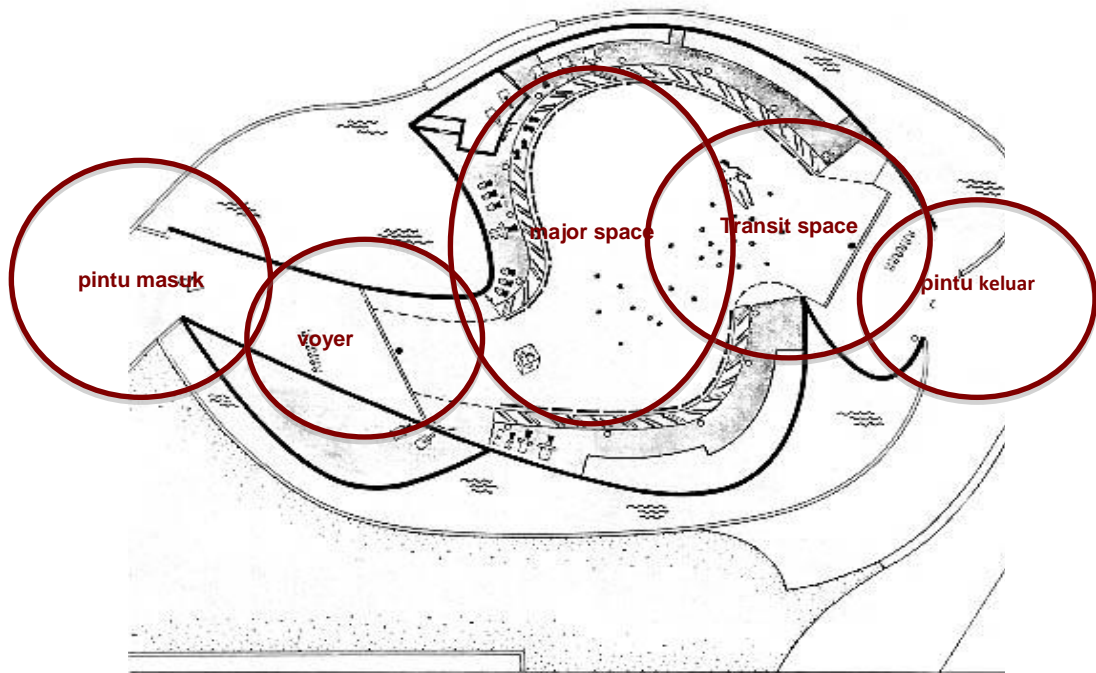 pintu masuk
voyer
major space
Transit space
pintu keluar